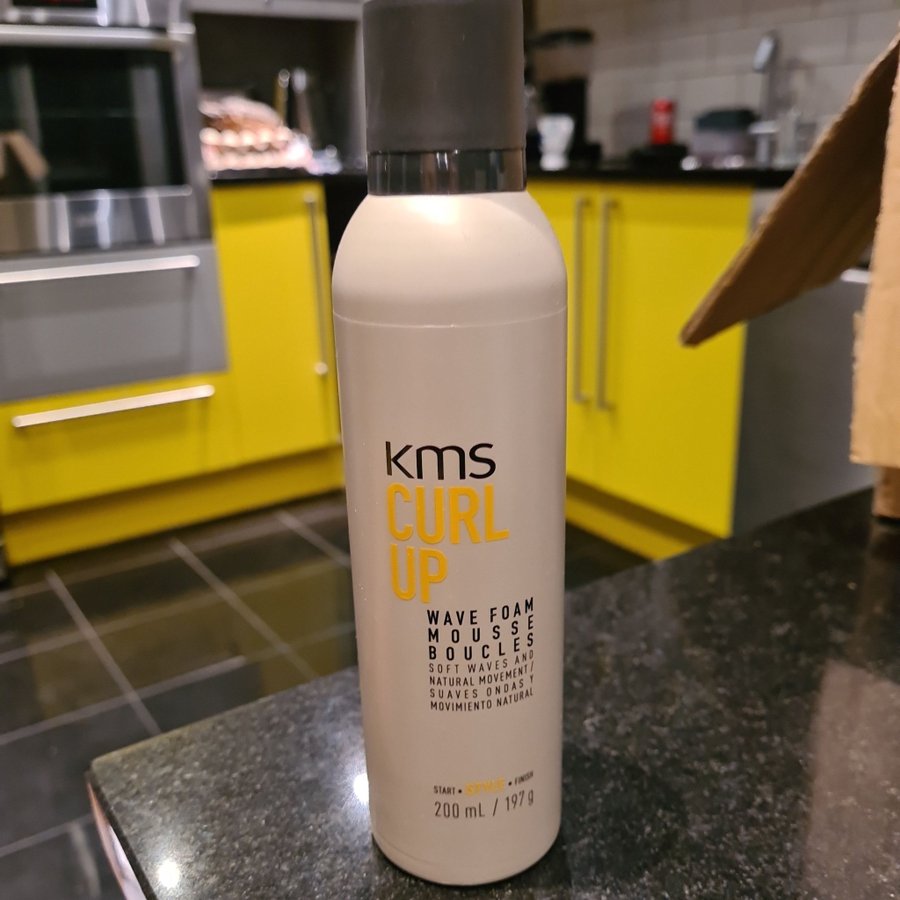 kms
CURL
UP
WAVE FOAM
MOUSSE
BOUCLES
SOFT WAVES AND
NATURAL MOVEMENT /
SUAVES ONDAS Y
MOVIMIENTO NATURAL
START • STYLE • FINISH
200 mL / 197 g